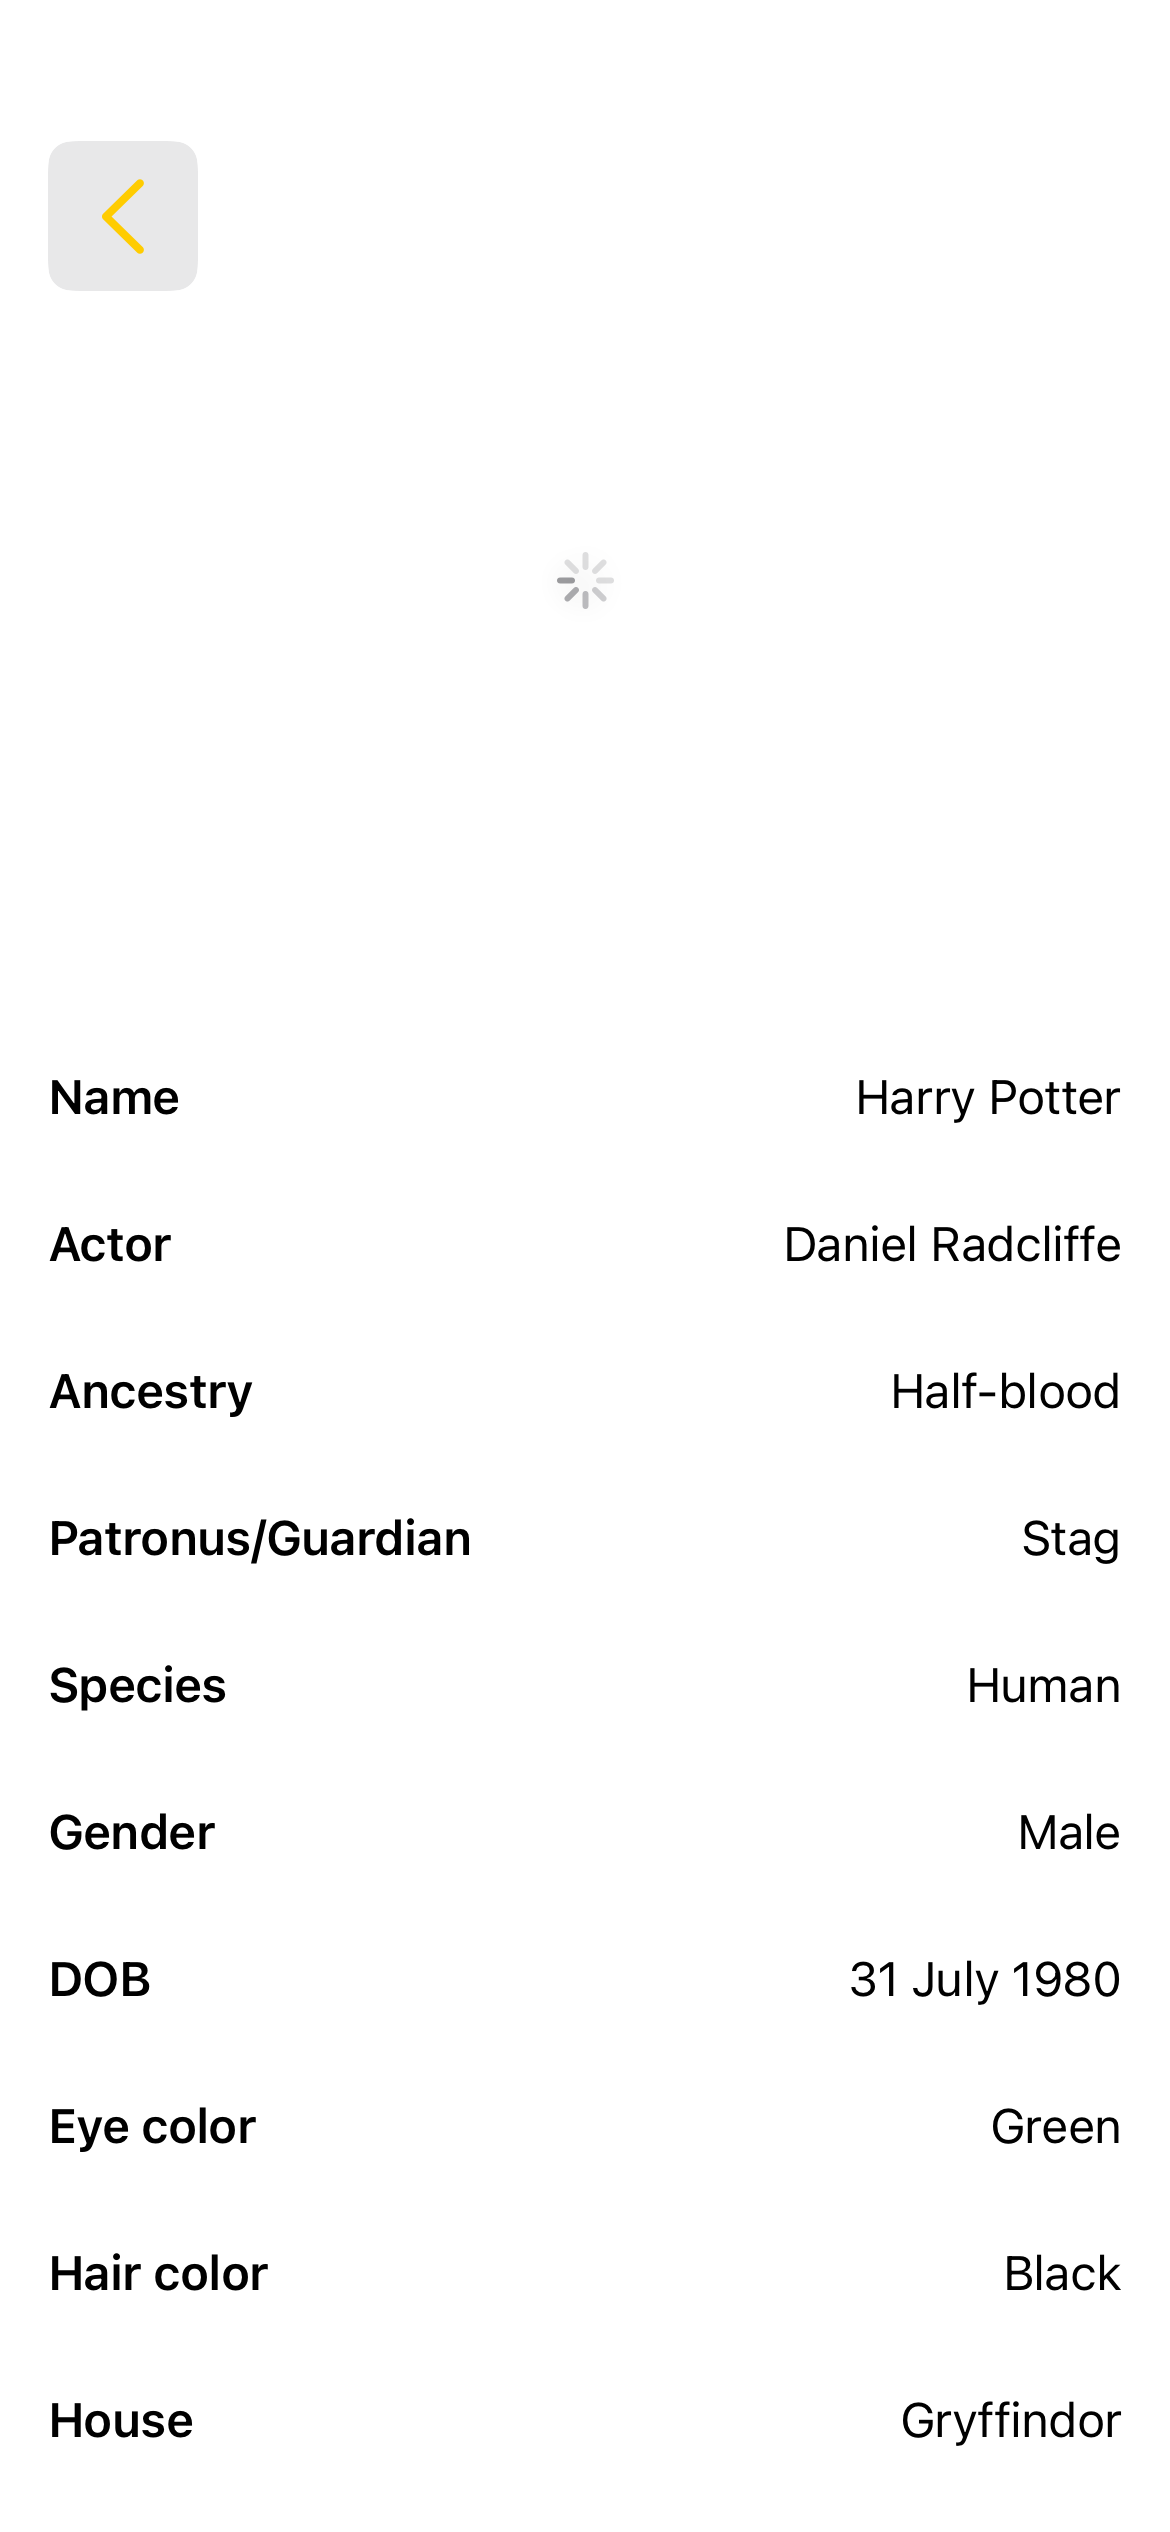 Name Harry Potter
Actor Daniel Radcliffe
Ancestry Half-blood
Patronus/Guardian Stag
Species Human
Gender Male
DOB 31 July 1980
Eye color Green
Hair color Black
House Gryffindor